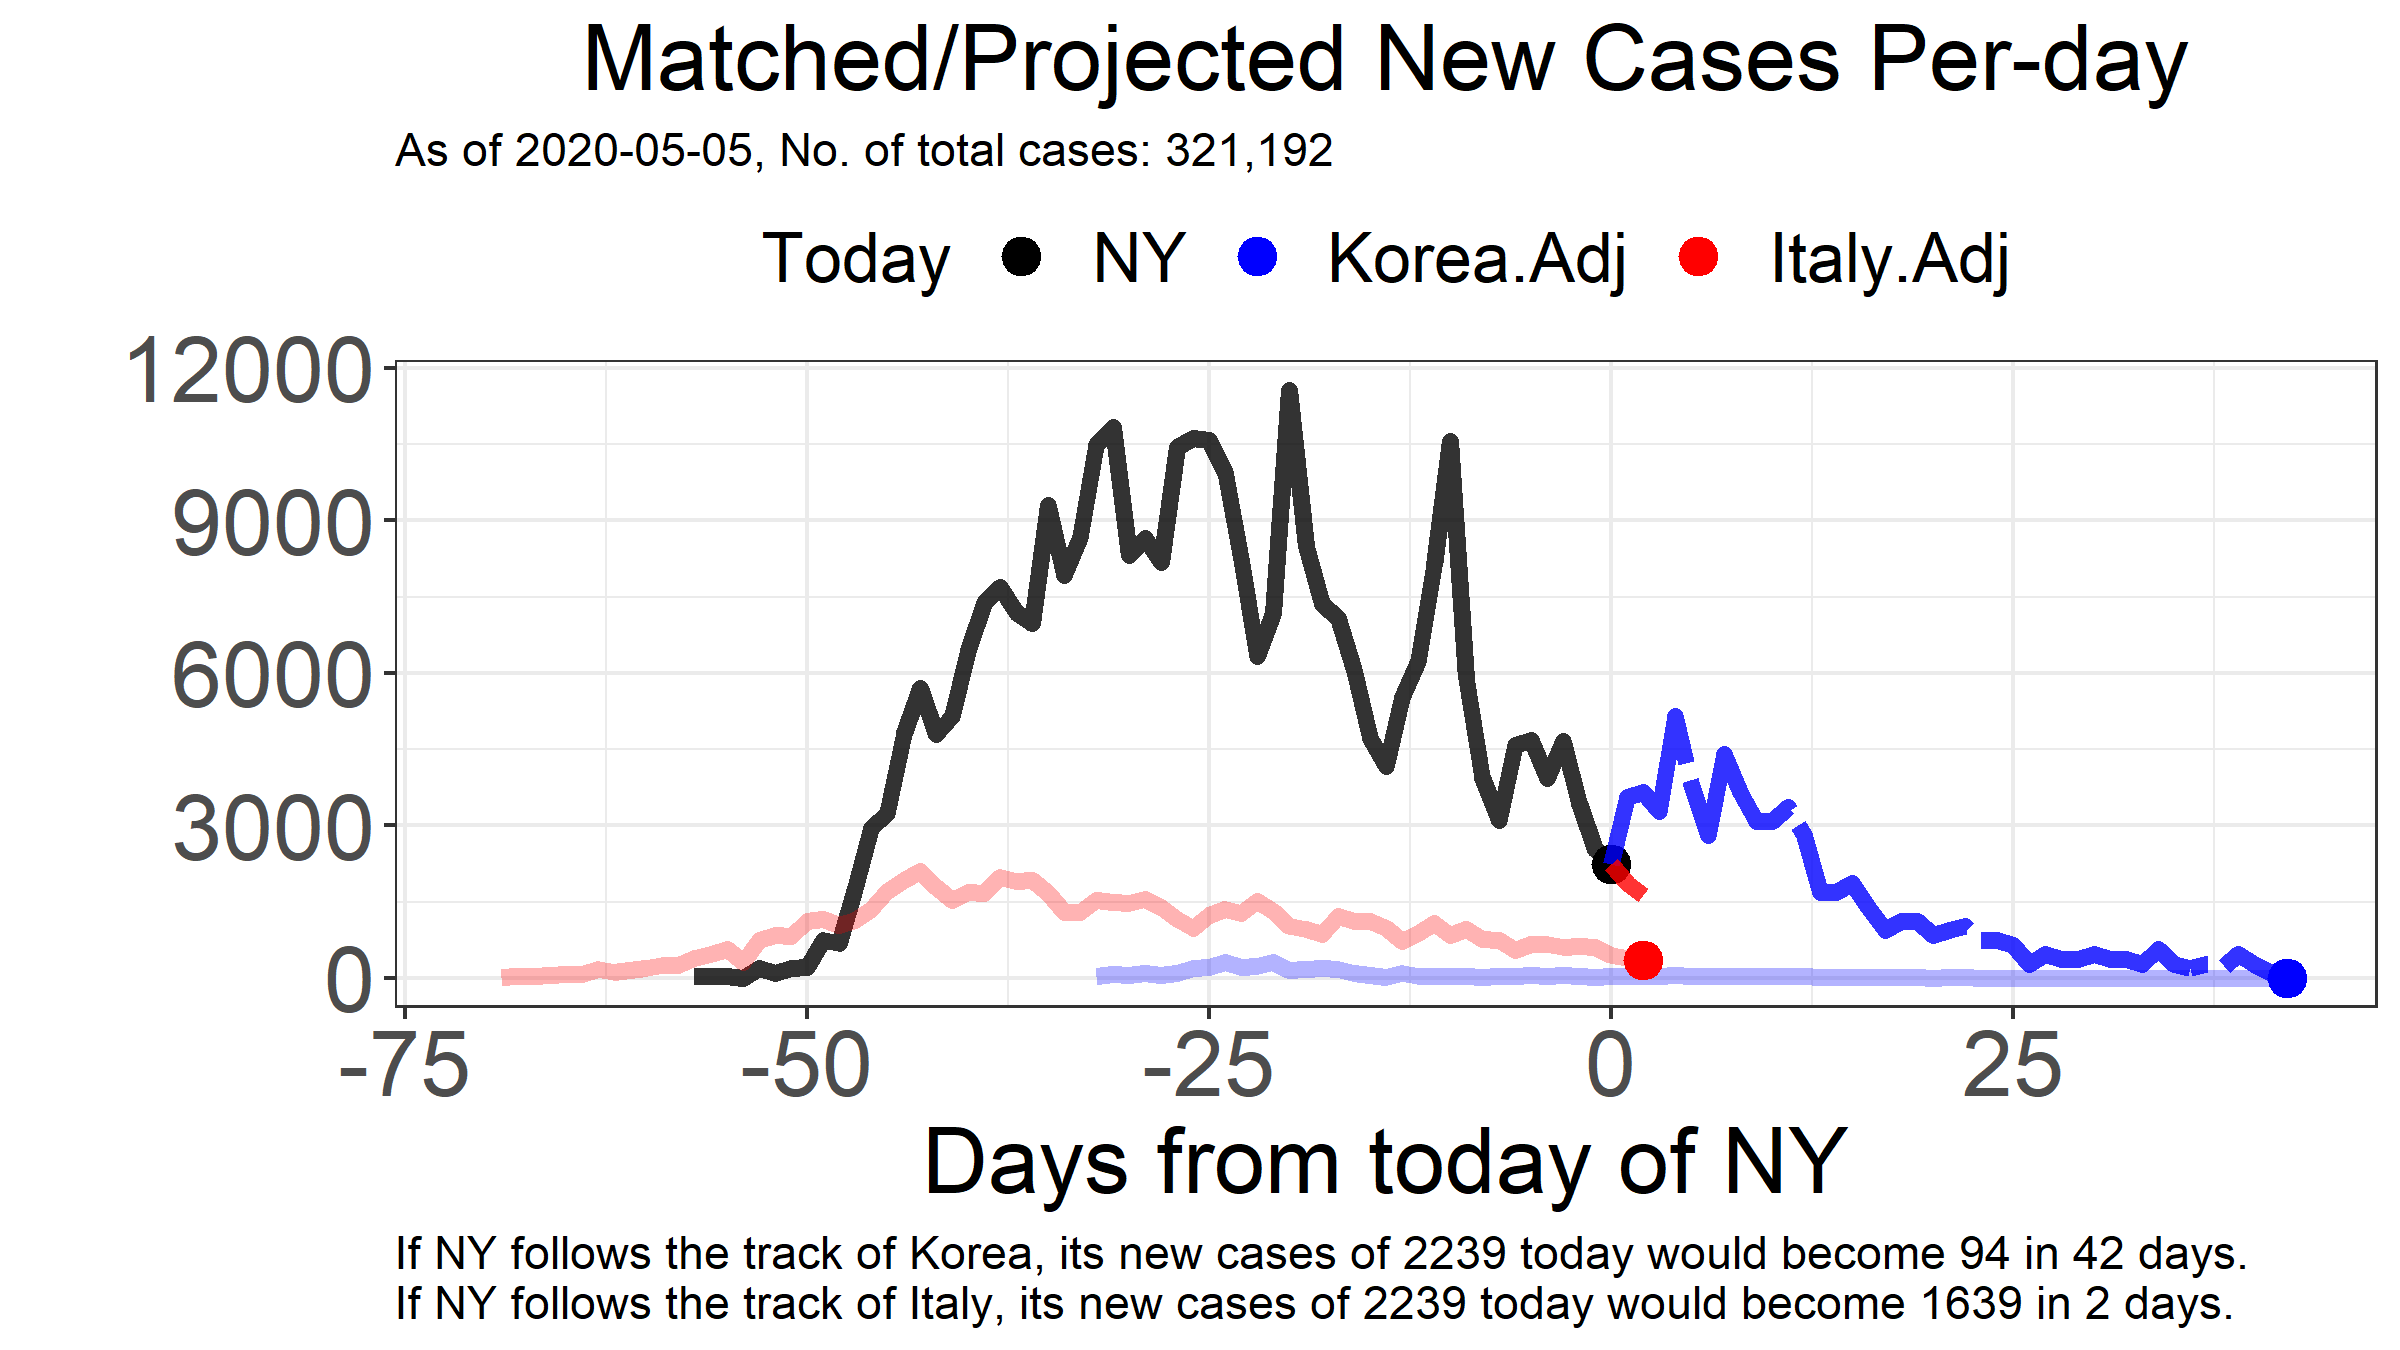 Matched/Projected New Cases Per-day
As of 2020-05-05, No. of total cases: 321,192
Today NY Korea.Adj Italy.Adj
12000
9000
6000
3000
0
-75 -50 -25 0 25
Days from today of NY
If NY follows the track of Korea, its new cases of 2239 today would become 94 in 42 days.
If NY follows the track of Italy, its new cases of 2239 today would become 1639 in 2 days.